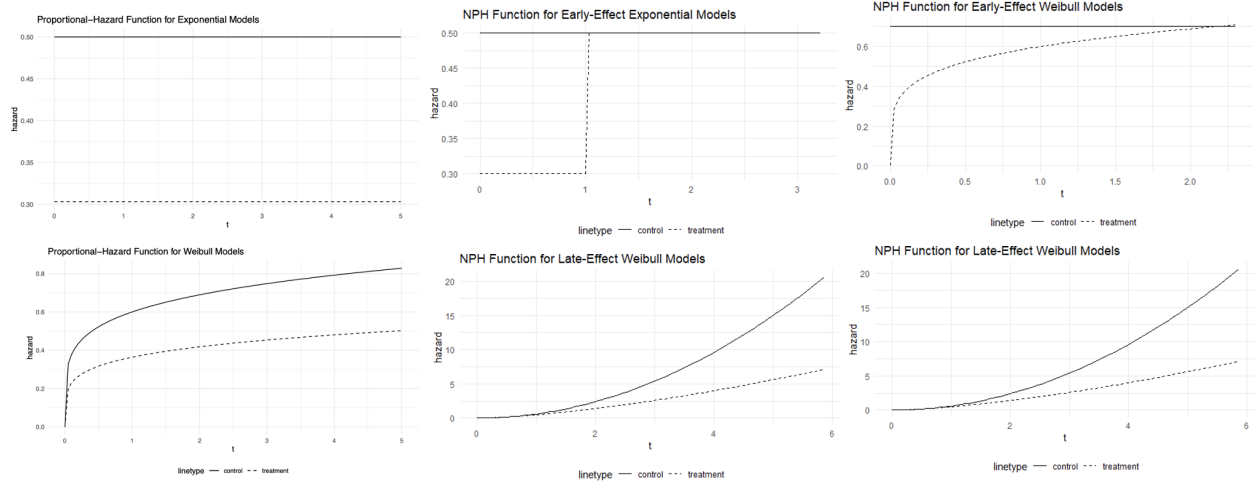 Proportional-Hazard Function for Exponential Models
0.50
0.45
0.40
0.35
0.30
hazard
0 1 2 3 4 5
t
NPH Function for Early-Effect Exponential Models
0.50
0.45
0.40
0.35
0.30
hazard
0 1 2 3
t
linetype control treatment
NPH Function for Early-Effect Weibull Models
0.6
0.4
0.2
0.0
hazard
0.0 0.5 1.0 1.5 2.0
t
linetype control treatment
Proportional-Hazard Function for Weibull Models
0.8
0.6
0.4
0.2
0.0
hazard
0 1 2 3 4 5
t
linetype control treatment
NPH Function for Late-Effect Weibull Models
20
15
10
5
0
hazard
0 2 4 6
t
linetype control treatment
NPH Function for Late-Effect Weibull Models
20
15
10
5
0
hazard
0 2 4 6
t
linetype control treatment